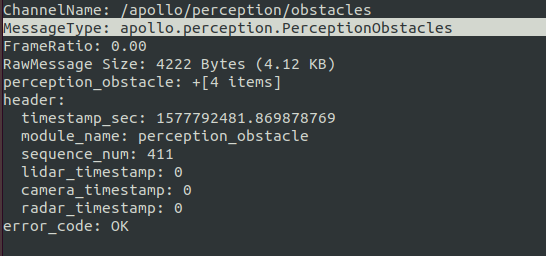 ChannelName: /apollo/perception/obstacles
MessageType: apollo.perception.PerceptionObstacles
FrameRatio: 0.00
RawMessage Size: 4222 Bytes (4.12 KB)
perception_obstacle: +[4 items]
header:
  timestamp_sec: 1577792481.869878769
  module_name: perception_obstacle
  sequence_num: 411
  lidar_timestamp: 0
  camera_timestamp: 0
  radar_timestamp: 0
error_code: OK